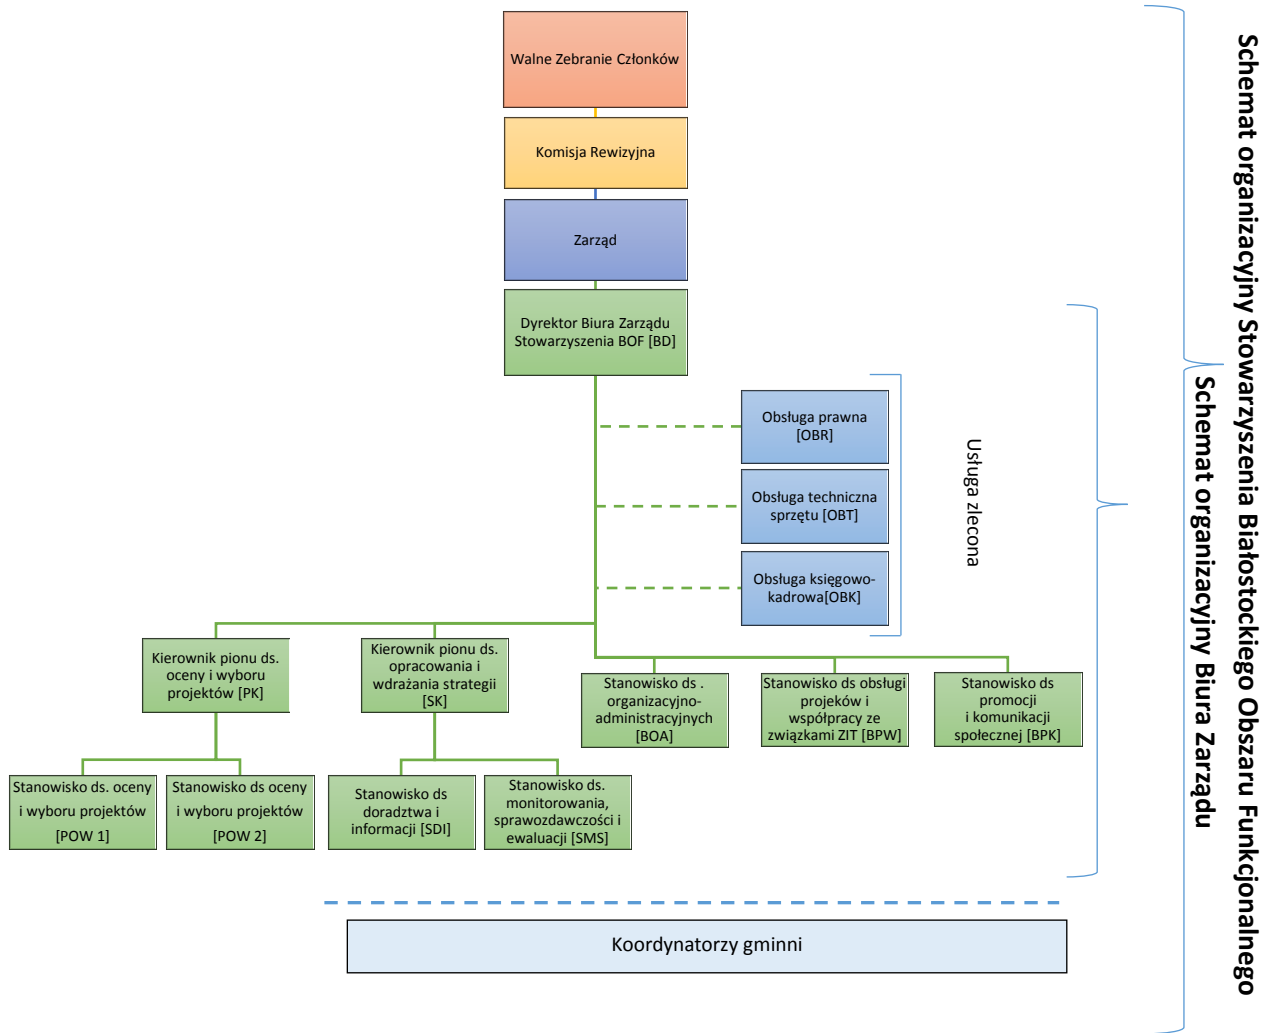 Walne Zebranie Członków
Komisja Rewizyjna
Zarząd
Dyrektor Biura Zarządu
Stowarzyszenia BOF [BD]
Obsługa prawna
[OBR]
Obsługa techniczna
sprzętu [OBT]
Obsługa księgowo-
kadrowa[OBK]
Usługa zlecona
Kierownik pionu ds.
oceny i wyboru
projektów [PK]
Kierownik pionu ds.
opracowania i
wdrażania strategii
[SK]
Stanowisko ds .
organizacyjno-
administracyjnych
[BOA]
Stanowisko ds obsługi
projeków i
współpracy ze
związkami ZIT [BPW]
Stanowisko ds
promocji
i komunikacji
społecznej [BPK]
Stanowisko ds. oceny
i wyboru projektów
[POW 1]
Stanowisko ds oceny
i wyboru projektów
[POW 2]
Stanowisko ds
doradztwa i
informacji [SDI]
Stanowisko ds.
monitorowania,
sprawozdawczości i
ewaluacji [SMS]
Koordynatorzy gminni
Schemat organizacyjny Stowarzyszenia Białostockiego Obszaru Funkcjonalnego
Schemat organizacyjny Biura Zarządu